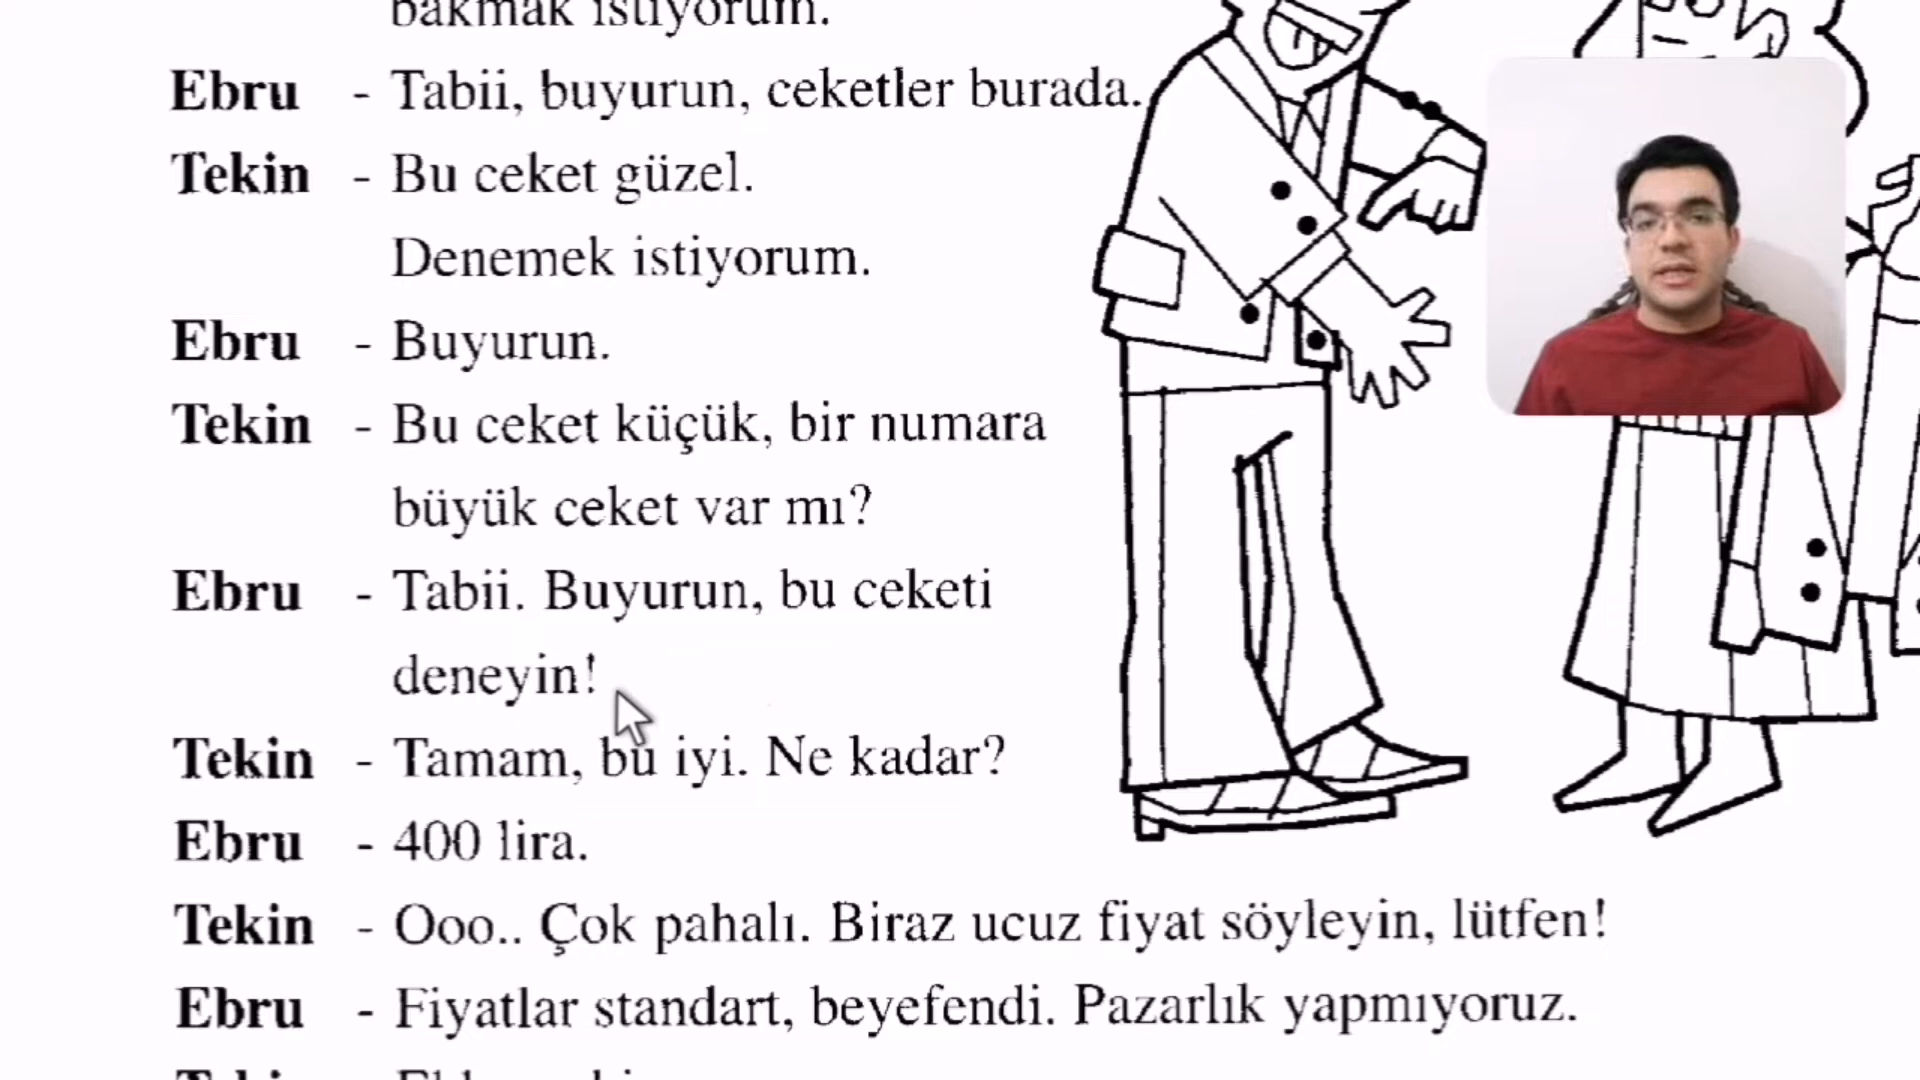 bakmak istiyorum.
Ebru - Tabii, buyurun, ceketler burada.
Tekin - Bu ceket güzel.
Denemek istiyorum.
Ebru - Buyurun.
Tekin - Bu ceket küçük, bir numara
büyük ceket var mı?
Ebru - Tabii. Buyurun, bu ceketi
deneyin!
Tekin - Tamam, bu iyi. Ne kadar?
Ebru - 400 lira.
Tekin - Ooo.. Çok pahalı. Biraz ucuz fiyat söyleyin, lütfen!
Ebru - Fiyatlar standart, beyefendi. Pazarlık yapmıyoruz.